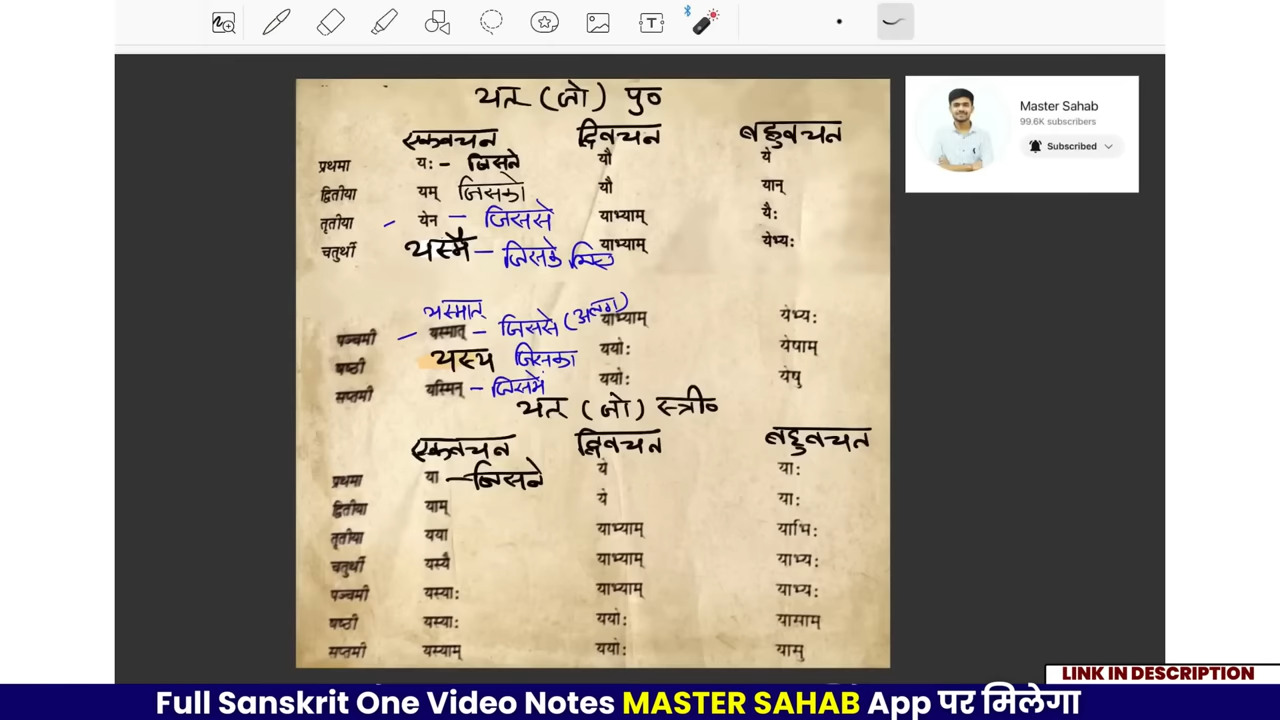 यत् (जो) पु०
एकवचन द्विवचन बहुवचन
प्रथमा यः - जिसने यौ ये
द्वितीया यम् जिसको यौ यान्
तृतीया - येन - जिससे याभ्याम् यैः
चतुर्थी यस्मै - जिसके लिए याभ्याम् येभ्यः
यस्मात्
पञ्चमी - यस्मात् - जिससे (अलग) याभ्याम् येभ्यः
षष्ठी यस्य जिसका ययोः येषाम्
सप्तमी यस्मिन् - जिसमें ययोः येषु
यत् (जो) स्त्री०
एकवचन द्विवचन बहुवचन
प्रथमा या - जिसने ये याः
द्वितीया याम् ये याः
तृतीया यया याभ्याम् याभिः
चतुर्थी यस्यै याभ्याम् याभ्यः
पञ्चमी यस्याः याभ्याम् याभ्यः
षष्ठी यस्याः ययोः यासाम्
सप्तमी यस्याम् ययोः यासु
Master Sahab
99.6K subscribers
Subscribed
LINK IN DESCRIPTION
Full Sanskrit One Video Notes MASTER SAHAB App पर मिलेगा